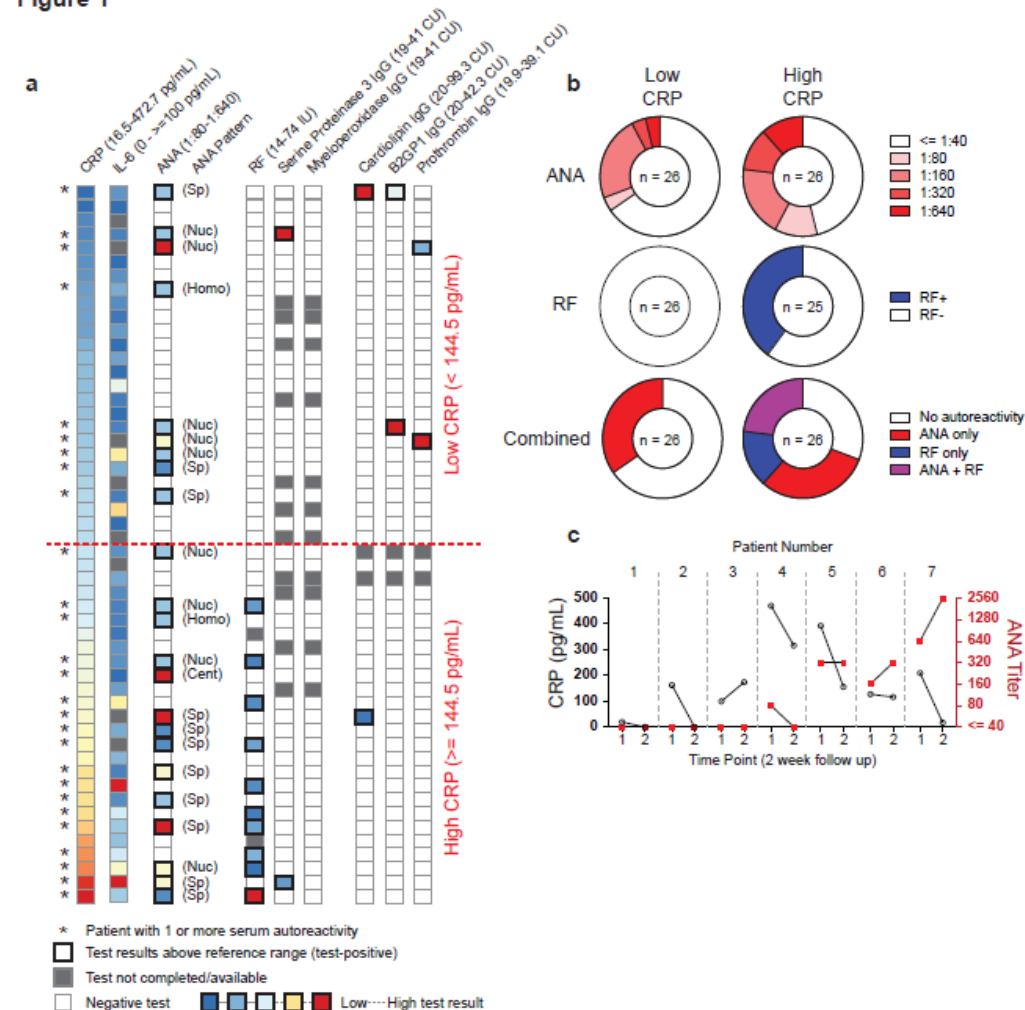 a
CRP (16.5-472.7 pg/mL)
IL-6 (0 - >=100 pg/mL)
ANA (1:80-1:640)
ANA Pattern
RF (14-74 IU)
Serine Proteinase 3 IgG (19-41 CU)
Myeloperoxidase IgG (19-41 CU)
Cardiolipin IgG (20-99.3 CU)
B2GP1 IgG (20-42.3 CU)
Prothrombin IgG (19.9-39.1 CU)
* (Sp)
* (Nuc)
* (Nuc)
* (Homo)
* (Nuc)
* (Nuc)
* (Nuc)
* (Sp)
* (Sp)
Low CRP (< 144.5 pg/mL)
* (Nuc)
* (Nuc)
* (Homo)
* (Nuc)
* (Cent)
*
* (Sp)
* (Sp)
* (Sp)
* (Sp)
*
* (Sp)
*
* (Sp)
*
* (Nuc)
* (Sp)
* (Sp)
High CRP (>= 144.5 pg/mL)
* Patient with 1 or more serum autoreactivity
Test results above reference range (test-positive)
Test not completed/available
Negative test
Low----High test result
b
Low CRP
High CRP
ANA
n = 26
n = 26
<= 1:40
1:80
1:160
1:320
1:640
RF
n = 26
n = 25
RF+
RF-
Combined
n = 26
n = 26
No autoreactivity
ANA only
RF only
ANA + RF
c
Patient Number
1 2 3 4 5 6 7
CRP (pg/mL)
500
400
300
200
100
0
ANA Titer
2560
1280
640
320
160
80
<= 40
1 2 1 2 1 2 1 2 1 2 1 2 1 2
Time Point (2 week follow up)